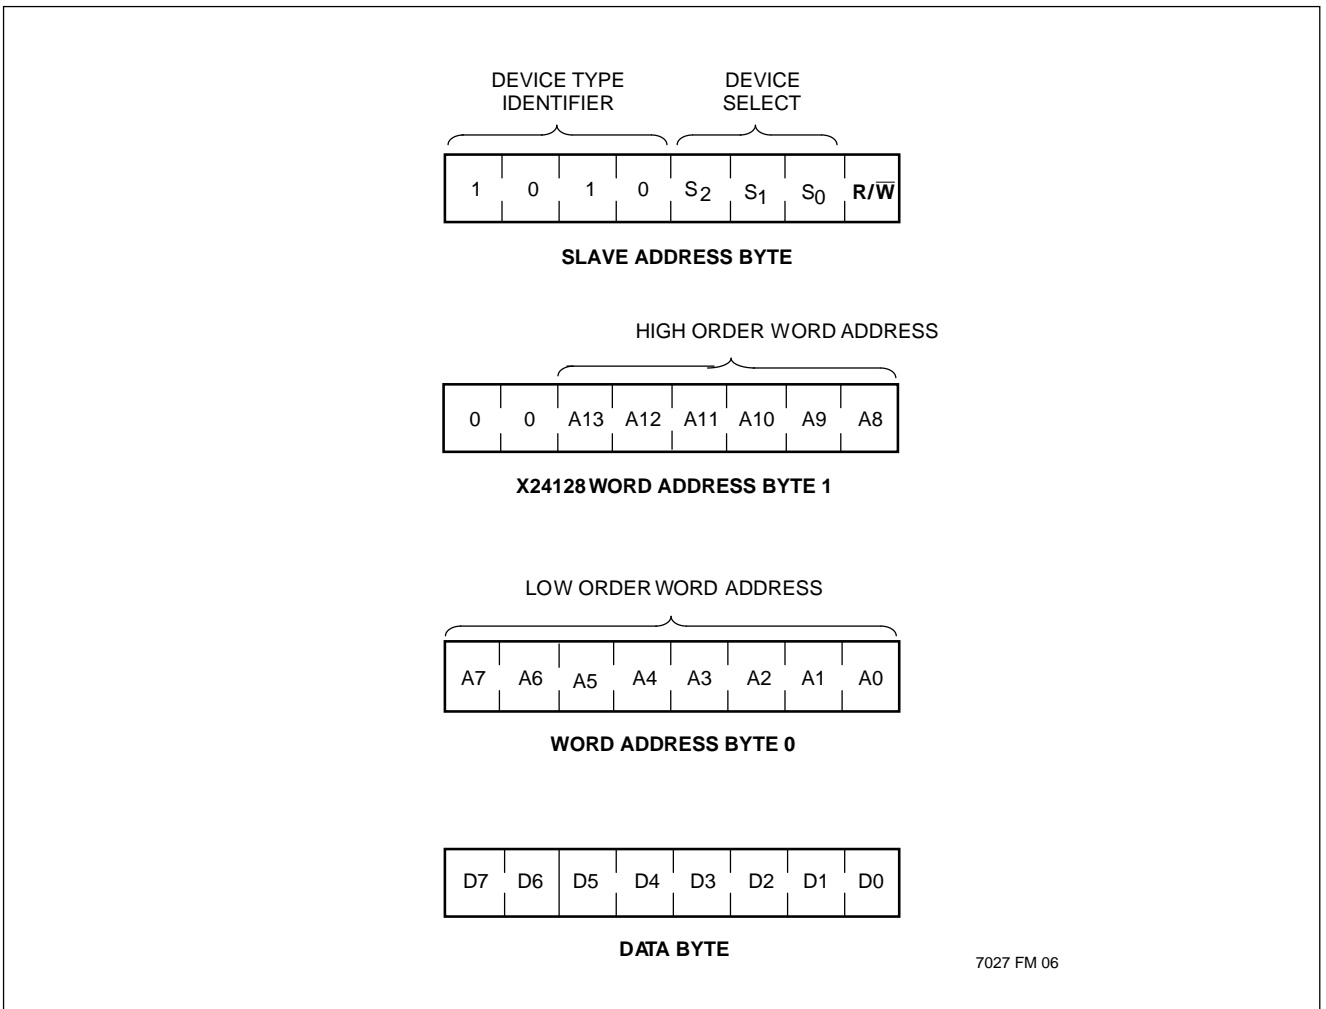 DEVICE TYPE IDENTIFIER
DEVICE SELECT
1 0 1 0 S2 S1 S0 R/W̅
SLAVE ADDRESS BYTE
HIGH ORDER WORD ADDRESS
0 0 A13 A12 A11 A10 A9 A8
X24128 WORD ADDRESS BYTE 1
LOW ORDER WORD ADDRESS
A7 A6 A5 A4 A3 A2 A1 A0
WORD ADDRESS BYTE 0
D7 D6 D5 D4 D3 D2 D1 D0
DATA BYTE
7027 FM 06